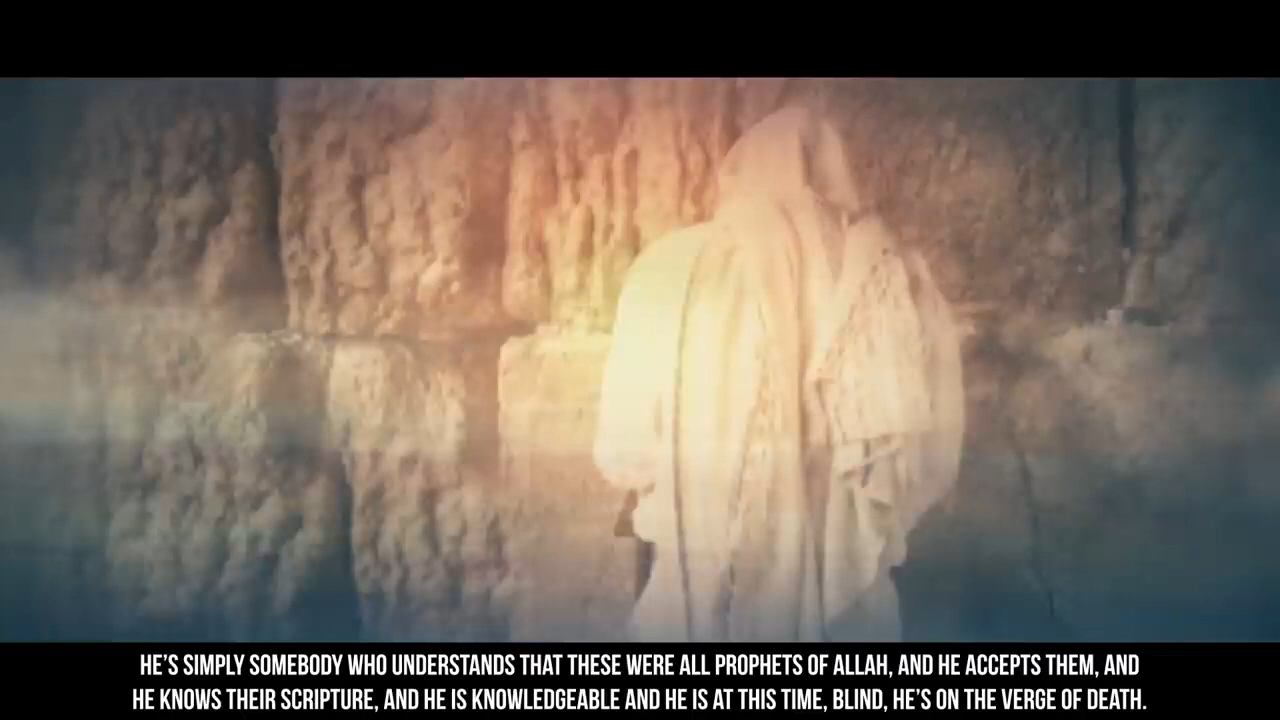 HE'S SIMPLY SOMEBODY WHO UNDERSTANDS THAT THESE WERE ALL PROPHETS OF ALLAH, AND HE ACCEPTS THEM, AND
HE KNOWS THEIR SCRIPTURE, AND HE IS KNOWLEDGEABLE AND HE IS AT THIS TIME, BLIND, HE'S ON THE VERGE OF DEATH.